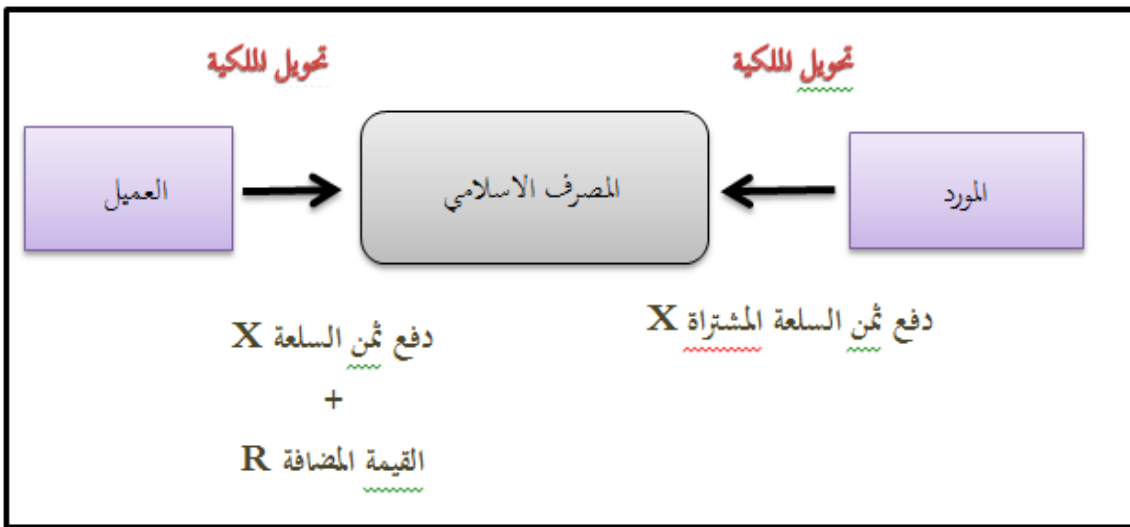 تحويل الملكية
تحويل الملكية
المورد
المصرف الاسلامي
العميل
دفع ثمن السلعة المشتراة X
دفع ثمن السلعة X
+
القيمة المضافة R